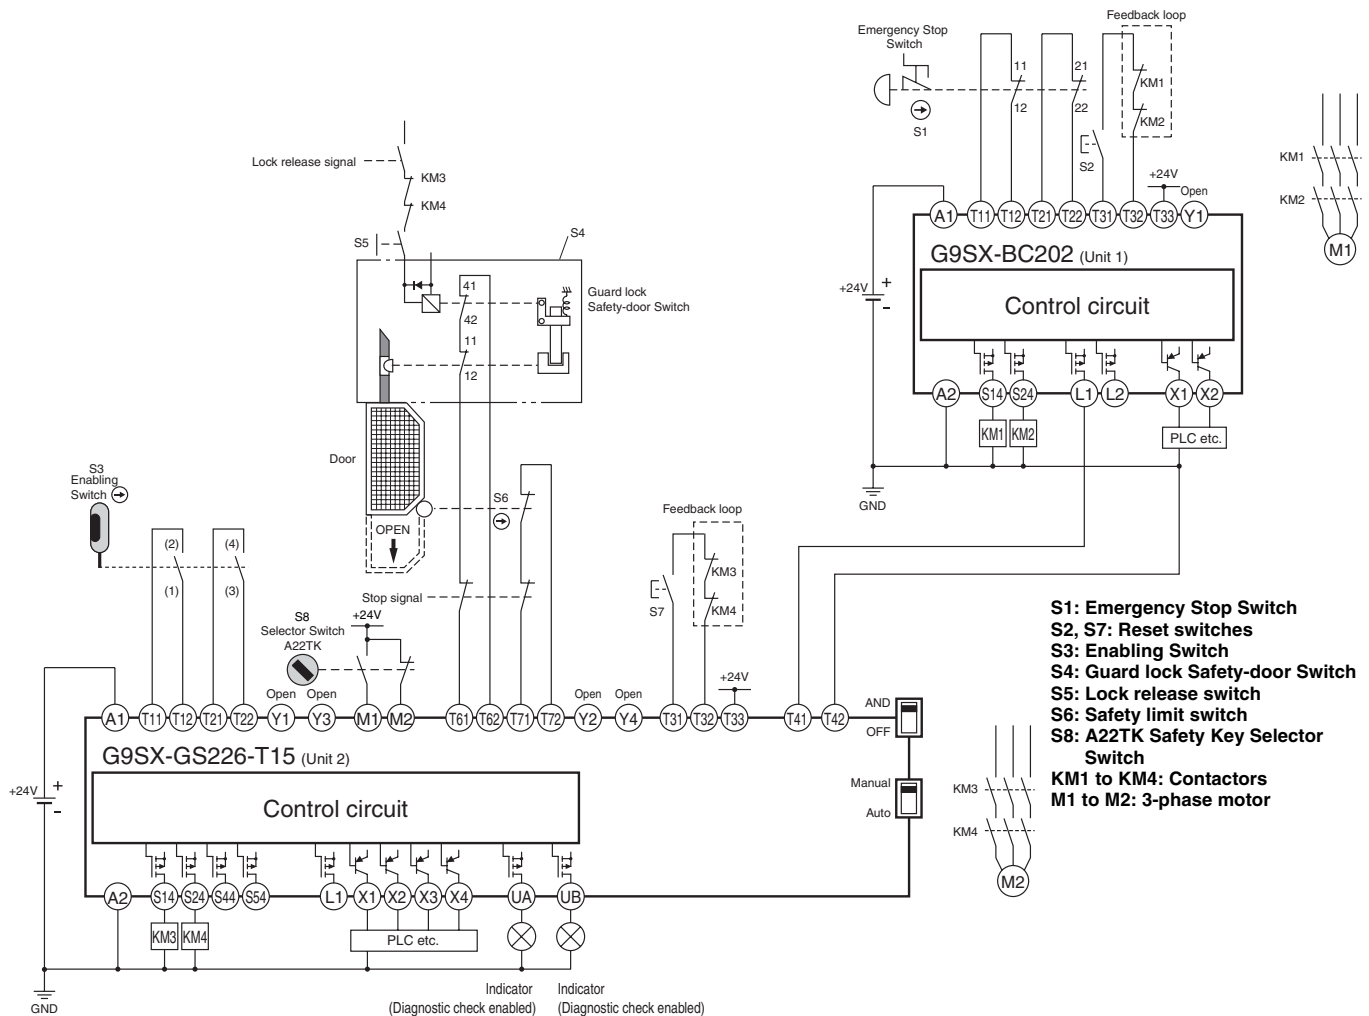 Feedback loop
Emergency Stop
Switch
11
21
KM1
12
22
KM2
S1
S2
+24V
Open
A1
T11
T12
T21
T22
T31
T32
T33
Y1
G9SX-BC202 (Unit 1)
+24V
+
-
Control circuit
A2
S14
S24
L1
L2
X1
X2
KM1
KM2
PLC etc.
GND
KM1
KM2
M1
Lock release signal
KM3
KM4
S5
S4
41
42
11
12
Guard lock
Safety-door Switch
Door
OPEN
S6
Stop signal
S3
Enabling
Switch
(2)
(4)
(1)
(3)
S8
Selector Switch
A22TK
+24V
Feedback loop
KM3
KM4
S7
+24V
Open
Open
Open
Open
A1
T11
T12
T21
T22
Y1
Y3
M1
M2
T61
T62
T71
T72
Y2
Y4
T31
T32
T33
T41
T42
AND
OFF
Manual
Auto
G9SX-GS226-T15 (Unit 2)
+24V
+
-
Control circuit
A2
S14
S24
S44
S54
L1
X1
X2
X3
X4
UA
UB
KM3
KM4
PLC etc.
GND
Indicator
(Diagnostic check enabled)
Indicator
(Diagnostic check enabled)
KM3
KM4
M2
S1: Emergency Stop Switch
S2, S7: Reset switches
S3: Enabling Switch
S4: Guard lock Safety-door Switch
S5: Lock release switch
S6: Safety limit switch
S8: A22TK Safety Key Selector
Switch
KM1 to KM4: Contactors
M1 to M2: 3-phase motor